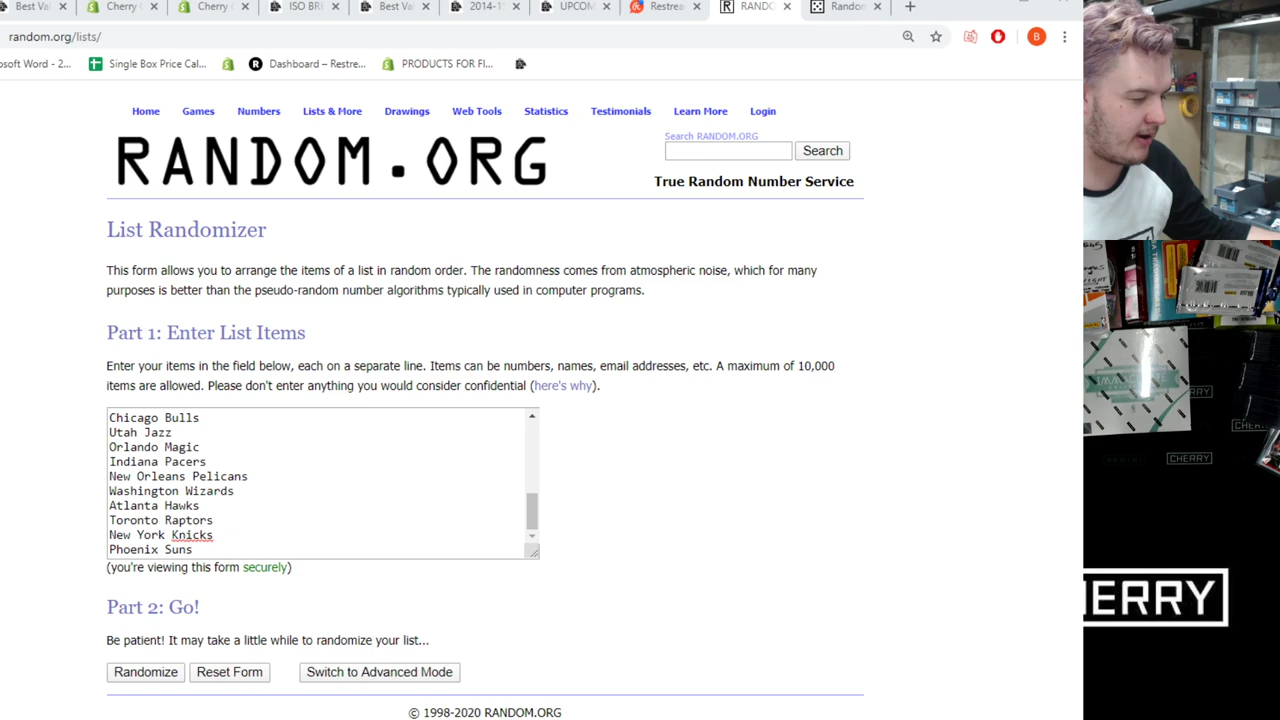 Best Val
Cherry C
Cherry C
ISO BRE
Best Val
2014-1
UPCOM
Restrea
RANDO
Random
random.org/lists/
B
osoft Word - 2...
Single Box Price Cal...
Dashboard – Restre...
PRODUCTS FOR FI...
Home Games Numbers Lists & More Drawings Web Tools Statistics Testimonials Learn More Login
RANDOM.ORG
Search RANDOM.ORG
Search
True Random Number Service
List Randomizer
This form allows you to arrange the items of a list in random order. The randomness comes from atmospheric noise, which for many
purposes is better than the pseudo-random number algorithms typically used in computer programs.
Part 1: Enter List Items
Enter your items in the field below, each on a separate line. Items can be numbers, names, email addresses, etc. A maximum of 10,000
items are allowed. Please don't enter anything you would consider confidential (here's why).
Chicago Bulls
Utah Jazz
Orlando Magic
Indiana Pacers
New Orleans Pelicans
Washington Wizards
Atlanta Hawks
Toronto Raptors
New York Knicks
Phoenix Suns
(you're viewing this form securely)
Part 2: Go!
Be patient! It may take a little while to randomize your list...
Randomize Reset Form Switch to Advanced Mode
© 1998-2020 RANDOM.ORG
IMMACULATE
CHERRY
HERRY